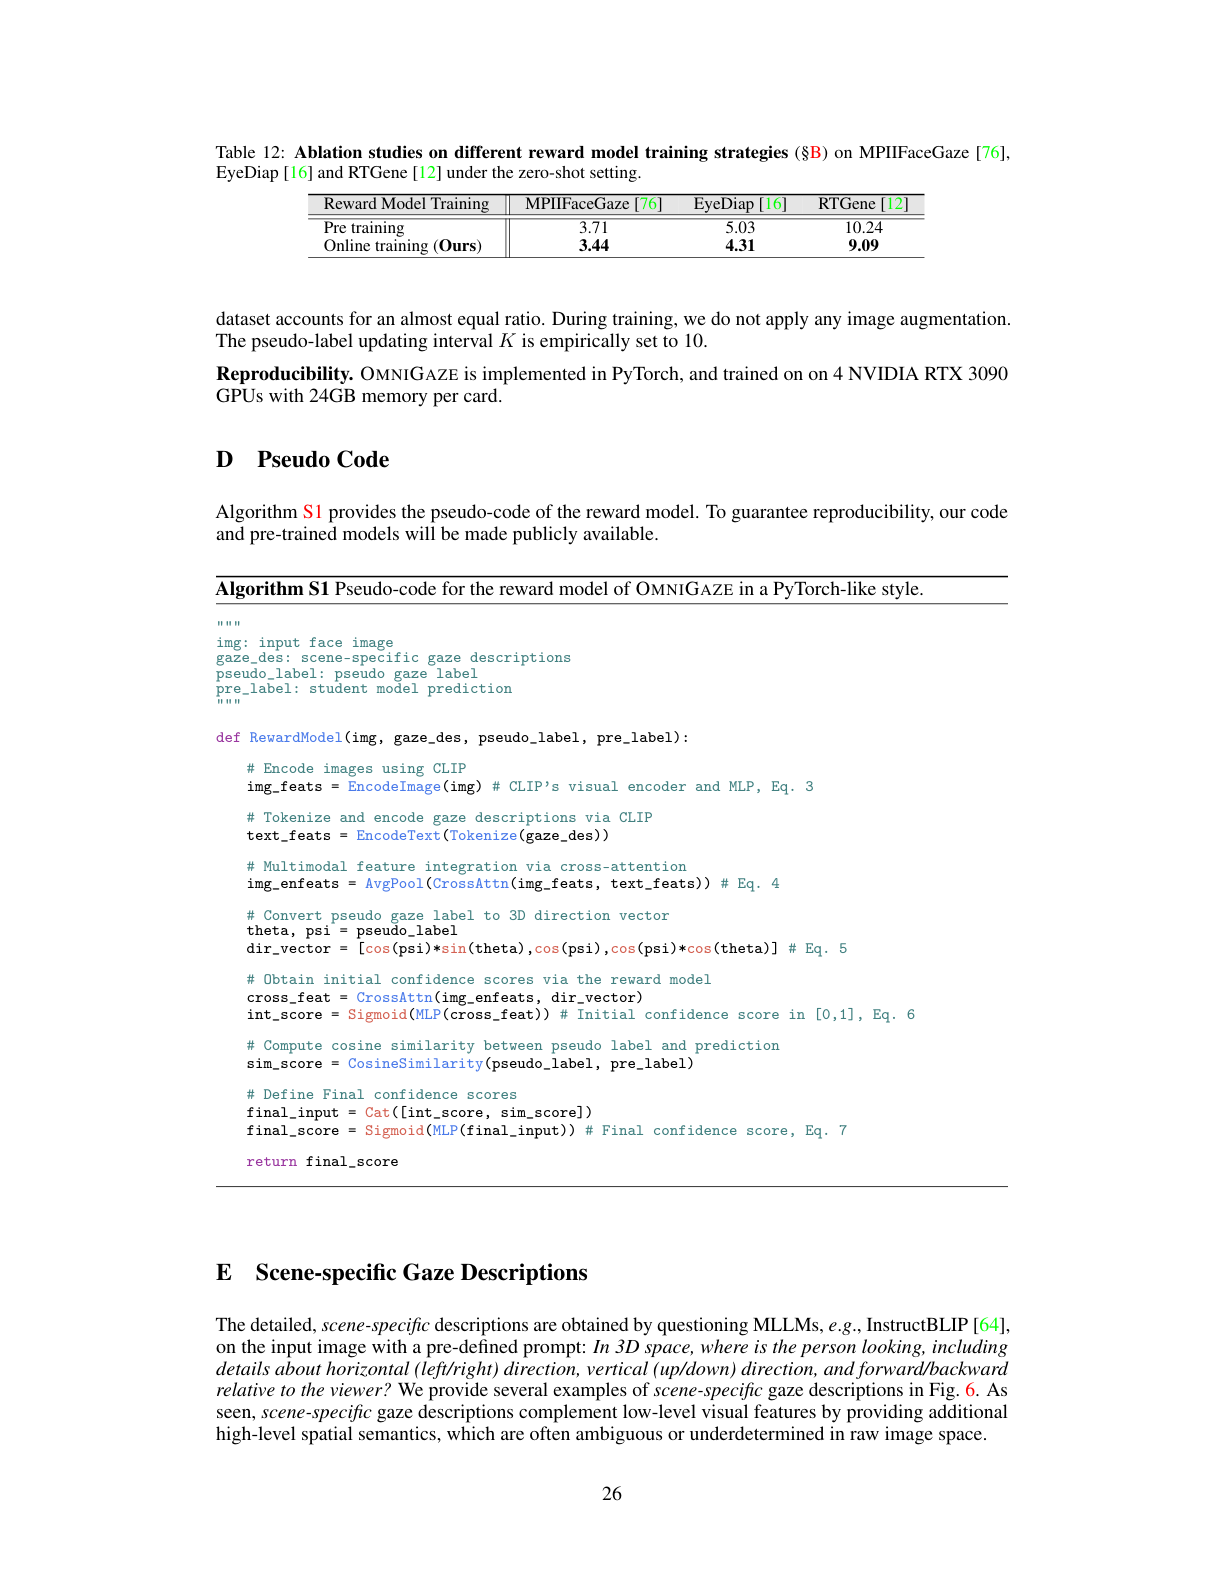 Table 12: Ablation studies on different reward model training strategies (§B) on MPIIFaceGaze [76],
EyeDiap [16] and RTGene [12] under the zero-shot setting.
Reward Model Training MPIIFaceGaze [76] EyeDiap [16] RTGene [12]
Pre training 3.71 5.03 10.24
Online training (Ours) 3.44 4.31 9.09
dataset accounts for an almost equal ratio. During training, we do not apply any image augmentation.
The pseudo-label updating interval K is empirically set to 10.
Reproducibility. OMNIGAZE is implemented in PyTorch, and trained on on 4 NVIDIA RTX 3090
GPUs with 24GB memory per card.
D Pseudo Code
Algorithm S1 provides the pseudo-code of the reward model. To guarantee reproducibility, our code
and pre-trained models will be made publicly available.
Algorithm S1 Pseudo-code for the reward model of OMNIGAZE in a PyTorch-like style.
"""
img: input face image
gaze_des: scene-specific gaze descriptions
pseudo_label: pseudo gaze label
pre_label: student model prediction
"""
def RewardModel(img, gaze_des, pseudo_label, pre_label):
# Encode images using CLIP
img_feats = EncodeImage(img) # CLIP's visual encoder and MLP, Eq. 3
# Tokenize and encode gaze descriptions via CLIP
text_feats = EncodeText(Tokenize(gaze_des))
# Multimodal feature integration via cross-attention
img_enfeats = AvgPool(CrossAttn(img_feats, text_feats)) # Eq. 4
# Convert pseudo gaze label to 3D direction vector
theta, psi = pseudo_label
dir_vector = [cos(psi)*sin(theta),cos(psi),cos(psi)*cos(theta)] # Eq. 5
# Obtain initial confidence scores via the reward model
cross_feat = CrossAttn(img_enfeats, dir_vector)
int_score = Sigmoid(MLP(cross_feat)) # Initial confidence score in [0,1], Eq. 6
# Compute cosine similarity between pseudo label and prediction
sim_score = CosineSimilarity(pseudo_label, pre_label)
# Define Final confidence scores
final_input = Cat([int_score, sim_score])
final_score = Sigmoid(MLP(final_input)) # Final confidence score, Eq. 7
return final_score
E Scene-specific Gaze Descriptions
The detailed, scene-specific descriptions are obtained by questioning MLLMs, e.g., InstructBLIP [64],
on the input image with a pre-defined prompt: In 3D space, where is the person looking, including
details about horizontal (left/right) direction, vertical (up/down) direction, and forward/backward
relative to the viewer? We provide several examples of scene-specific gaze descriptions in Fig. 6. As
seen, scene-specific gaze descriptions complement low-level visual features by providing additional
high-level spatial semantics, which are often ambiguous or underdetermined in raw image space.
26